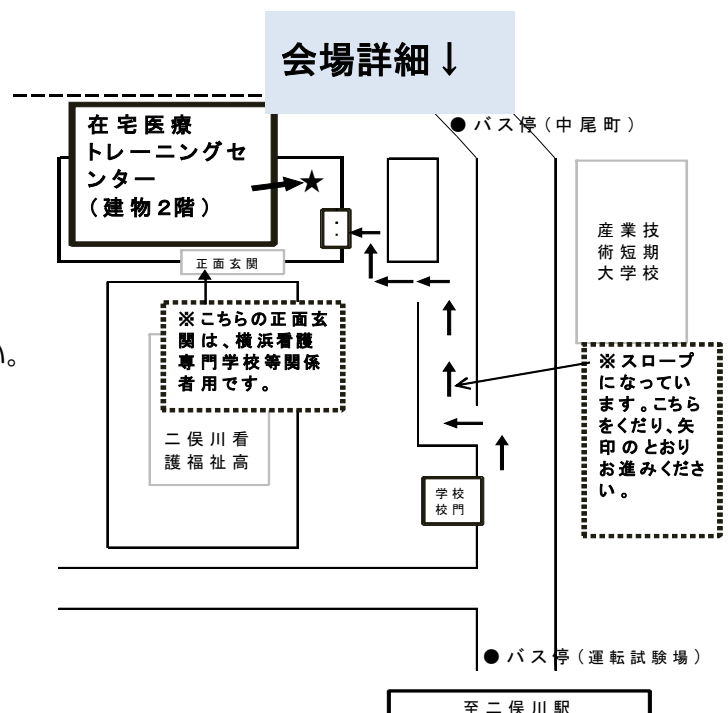 会場詳細↓
バス停（中尾町）
在宅医療
トレーニングセ
ンター
（建物2階）
★
正面玄関
産業技
術短期
大学校
※こちらの正面玄
関は、横浜看護
専門学校等関係
者用です。
い。
※スロープ
になってい
ます。こちら
をくだり、矢
印のとおり
お進みくださ
い。
二俣川看
護福祉高
学校
校門
バス停（運転試験場）
至二俣川駅